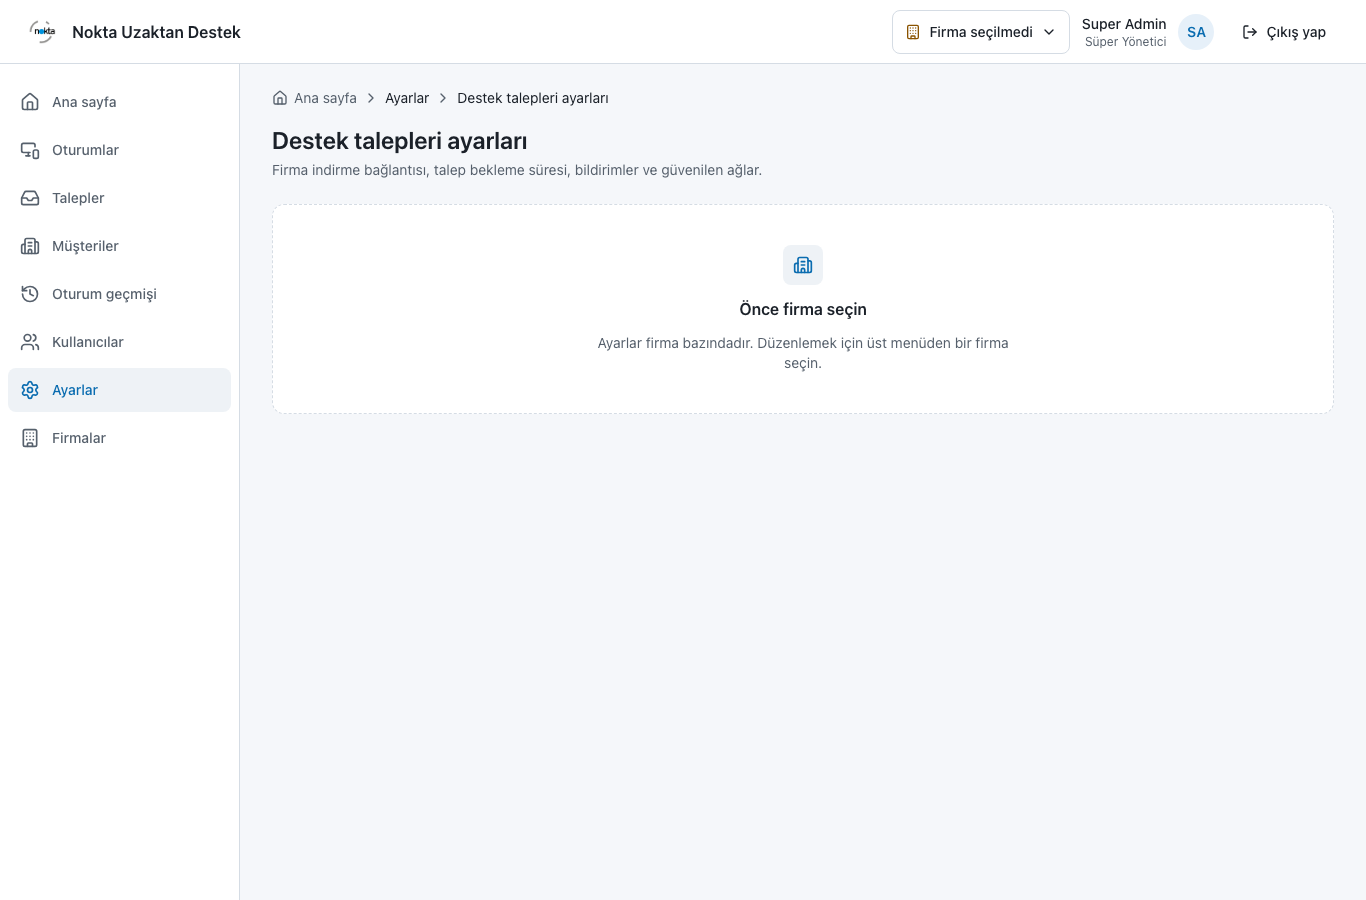 nokta
Nokta Uzaktan Destek
Firma seçilmedi
Super Admin
Süper Yönetici
SA
Çıkış yap
Ana sayfa
Oturumlar
Talepler
Müşteriler
Oturum geçmişi
Kullanıcılar
Ayarlar
Firmalar
Ana sayfa
Ayarlar
Destek talepleri ayarları
Destek talepleri ayarları
Firma indirme bağlantısı, talep bekleme süresi, bildirimler ve güvenilen ağlar.
Önce firma seçin
Ayarlar firma bazındadır. Düzenlemek için üst menüden bir firma
seçin.